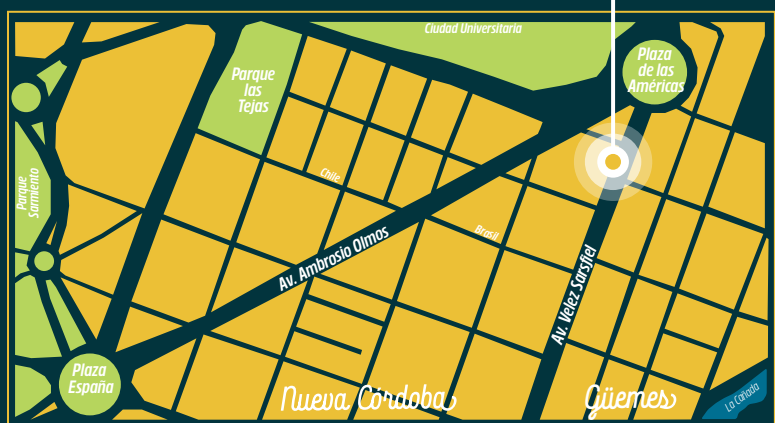 Ciudad Universitaria
Plaza
de las
Américas
Parque
las
Tejas
Chile
Parque
Sarmiento
Brasil
Av. Ambrosio Olmos
Av. Velez Sarsfiel
Plaza
España
Nueva Córdoba
Güemes
La Cañada